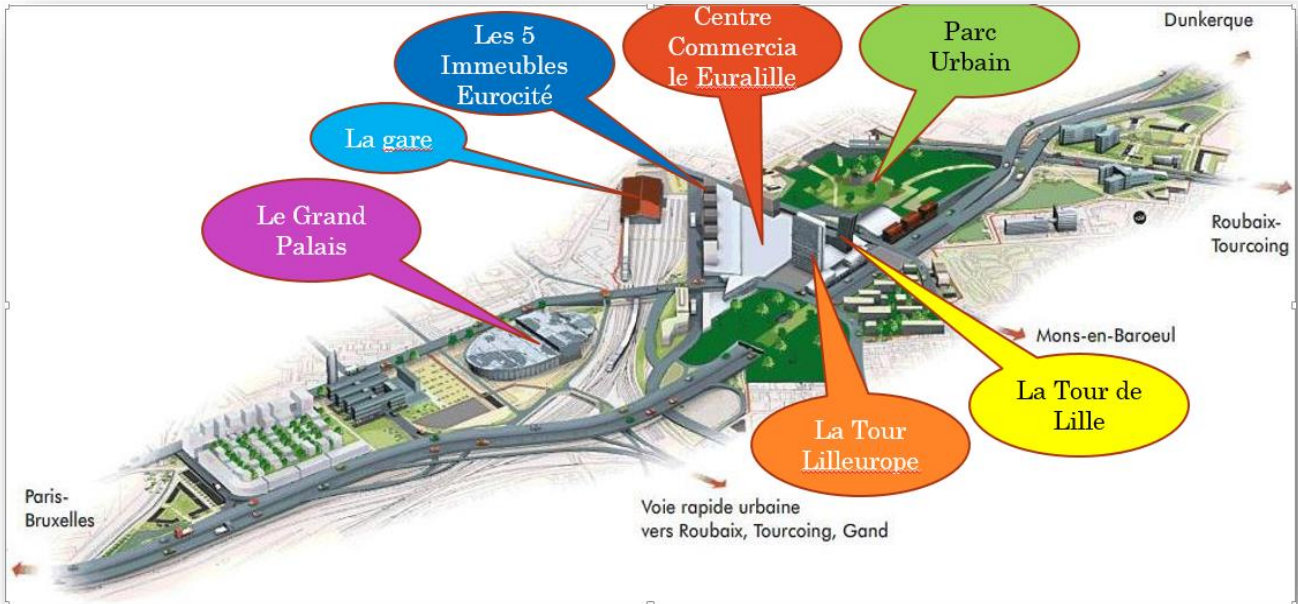 Les 5
Immeubles
Eurocité
Centre
Commercia
le Euralille
Parc
Urbain
Dunkerque
La gare
Le Grand
Palais
Roubaix-
Tourcoing
Mons-en-Baroeul
La Tour de
Lille
La Tour
Lilleurope
Paris-
Bruxelles
Voie rapide urbaine
vers Roubaix, Tourcoing, Gand